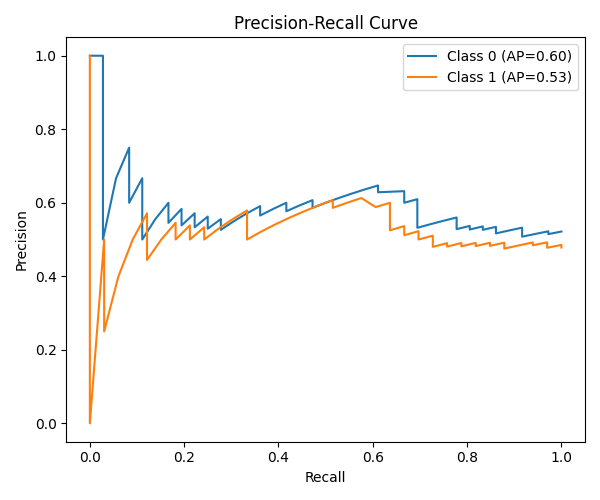 Precision-Recall Curve
Class 0 (AP=0.60)
Class 1 (AP=0.53)
Precision
1.0
0.8
0.6
0.4
0.2
0.0
0.0 0.2 0.4 0.6 0.8 1.0
Recall